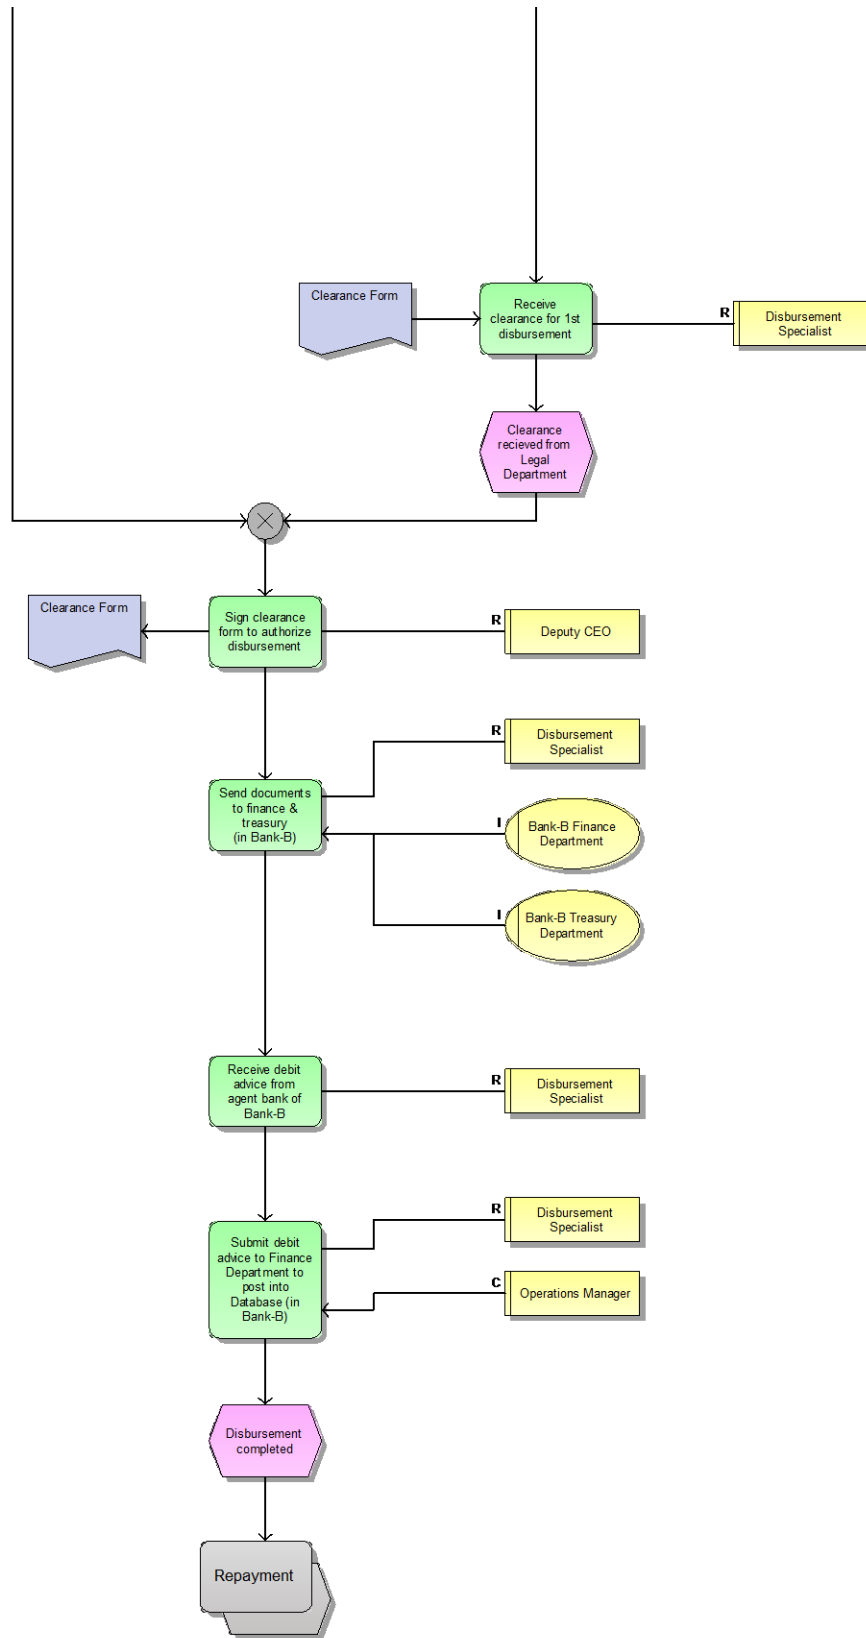 Clearance Form
Receive
clearance for 1st
disbursement
R
Disbursement
Specialist
Clearance
recieved from
Legal
Department
Clearance Form
Sign clearance
form to authorize
disbursement
R
Deputy CEO
R
Disbursement
Specialist
Send documents
to finance &
treasury
(in Bank-B)
I
Bank-B Finance
Department
I
Bank-B Treasury
Department
Receive debit
advice from
agent bank of
Bank-B
R
Disbursement
Specialist
R
Disbursement
Specialist
Submit debit
advice to Finance
Department to
post into
Database (in
Bank-B)
C
Operations Manager
Disbursement
completed
Repayment